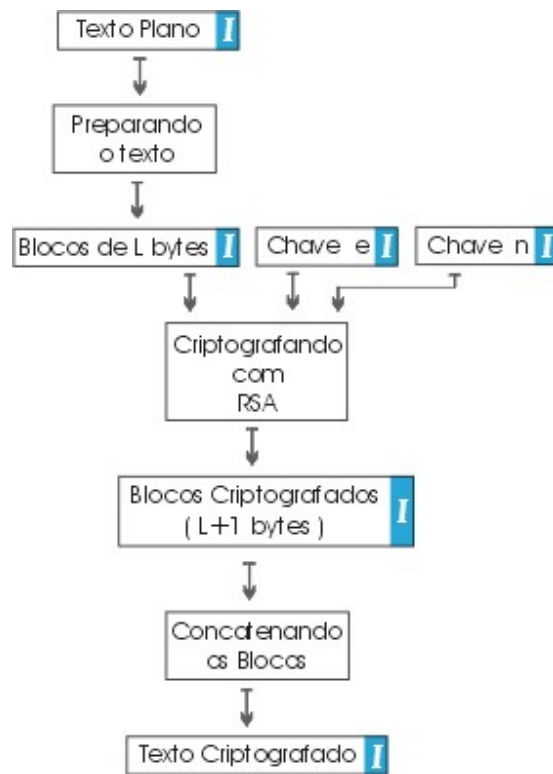 Texto Plano I
Preparando
o texto
Blocos de L bytes I
Chave e I
Chave n I
Criptografando
com
RSA
Blocos Criptografados
( L+1 bytes ) I
Concatenando
os Blocos
Texto Criptografado I